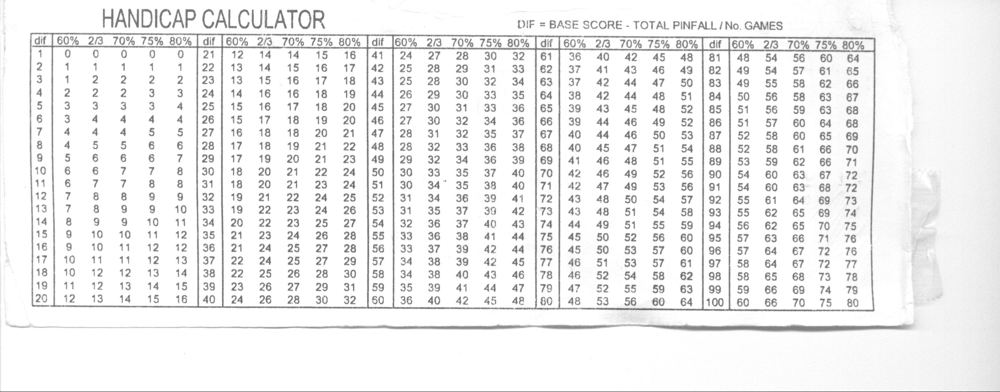 HANDICAP CALCULATOR
DIF = BASE SCORE - TOTAL PINFALL / No. GAMES
dif 60% 2/3 70% 75% 80% dif 60% 2/3 70% 75% 80% dif 60% 2/3 70% 75% 80% dif 60% 2/3 70% 75% 80% dif 60% 2/3 70% 75% 80%
1 0 0 0 0 0 21 12 14 14 15 16 41 24 27 28 30 32 61 36 40 42 45 48 81 48 54 56 60 64
2 1 1 1 1 1 22 13 14 15 16 17 42 25 28 29 31 33 62 37 41 43 46 49 82 49 54 57 61 65
3 1 2 2 2 2 23 13 15 16 17 18 43 25 28 30 32 34 63 37 42 44 47 50 83 49 55 58 62 66
4 2 2 2 3 3 24 14 16 16 18 19 44 26 29 30 33 35 64 38 42 44 48 51 84 50 56 58 63 67
5 3 3 3 3 4 25 15 16 17 18 20 45 27 30 31 33 36 65 39 43 45 48 52 85 51 56 59 63 68
6 3 4 4 4 4 26 15 17 18 19 20 46 27 30 32 34 36 66 39 44 46 49 52 86 51 57 60 64 68
7 4 4 4 5 5 27 16 18 18 20 21 47 28 31 32 35 37 67 40 44 46 50 53 87 52 58 60 65 69
8 4 5 5 6 6 28 17 18 19 21 22 48 28 32 33 36 38 68 40 45 47 51 54 88 52 58 61 66 70
9 5 6 6 6 7 29 17 19 20 21 23 49 29 32 34 36 39 69 41 46 48 51 55 89 53 59 62 66 71
10 6 6 7 7 8 30 18 20 21 22 24 50 30 33 35 37 40 70 42 46 49 52 56 90 54 60 63 67 72
11 6 7 7 8 8 31 18 20 21 23 24 51 30 34 35 38 40 71 42 47 49 53 56 91 54 60 63 68 72
12 7 8 8 9 9 32 19 21 22 24 25 52 31 34 36 39 41 72 43 48 50 54 57 92 55 61 64 69 73
13 7 8 9 9 10 33 19 22 23 24 26 53 31 35 37 39 42 73 43 48 51 54 58 93 55 62 65 69 74
14 8 9 9 10 11 34 20 22 23 25 27 54 32 36 37 40 43 74 44 49 51 55 59 94 56 62 65 70 75
15 9 10 10 11 12 35 21 23 24 26 28 55 33 36 38 41 44 75 45 50 52 56 60 95 57 63 66 71 76
16 9 10 11 12 12 36 21 24 25 27 28 56 33 37 39 42 44 76 45 50 53 57 60 96 57 64 67 72 76
17 10 11 11 12 13 37 22 24 25 27 29 57 34 38 39 42 45 77 46 51 53 57 61 97 58 64 67 72 77
18 10 12 12 13 14 38 22 25 26 28 30 58 34 38 40 43 46 78 46 52 54 58 62 98 58 65 68 73 78
19 11 12 13 14 15 39 23 26 27 29 31 59 35 39 41 44 47 79 47 52 55 59 63 99 59 66 69 74 79
20 12 13 14 15 16 40 24 26 28 30 32 60 36 40 42 45 48 80 48 53 56 60 64 100 60 66 70 75 80